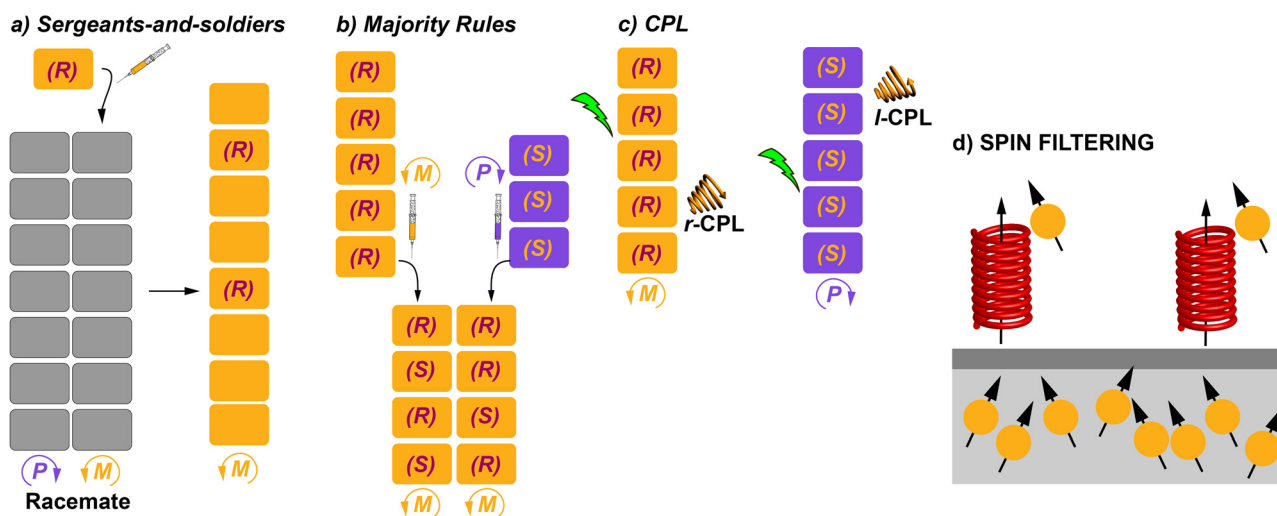 a) Sergeants-and-soldiers
(R)
(R)
(R)
P M
Racemate
M
b) Majority Rules
(R)
(R)
(R)
(R)
(R)
M
P
(S)
(S)
(S)
(R) (R)
(S) (R)
(R) (S)
(S) (R)
M M
c) CPL
(R)
(R)
(R)
(R)
(R)
r-CPL
M
(S)
(S)
(S)
(S)
(S)
l-CPL
P
d) SPIN FILTERING